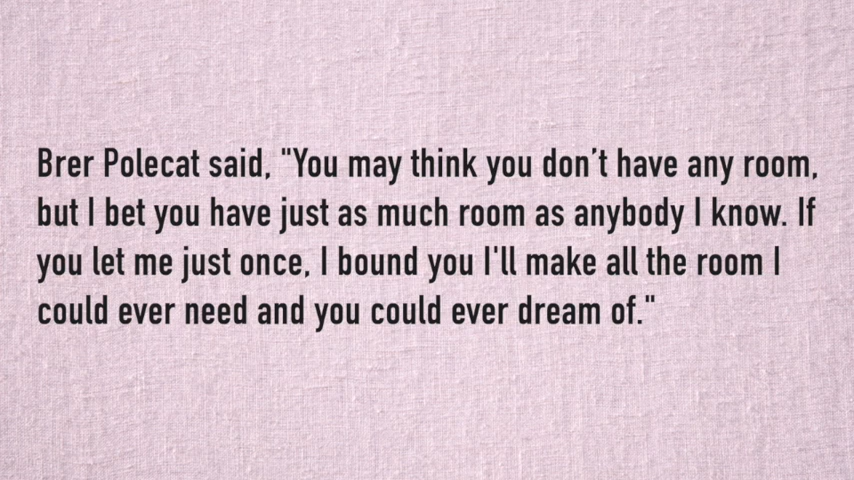 Brer Polecat said, "You may think you don’t have any room,
but I bet you have just as much room as anybody I know. If
you let me just once, I bound you I'll make all the room I
could ever need and you could ever dream of."